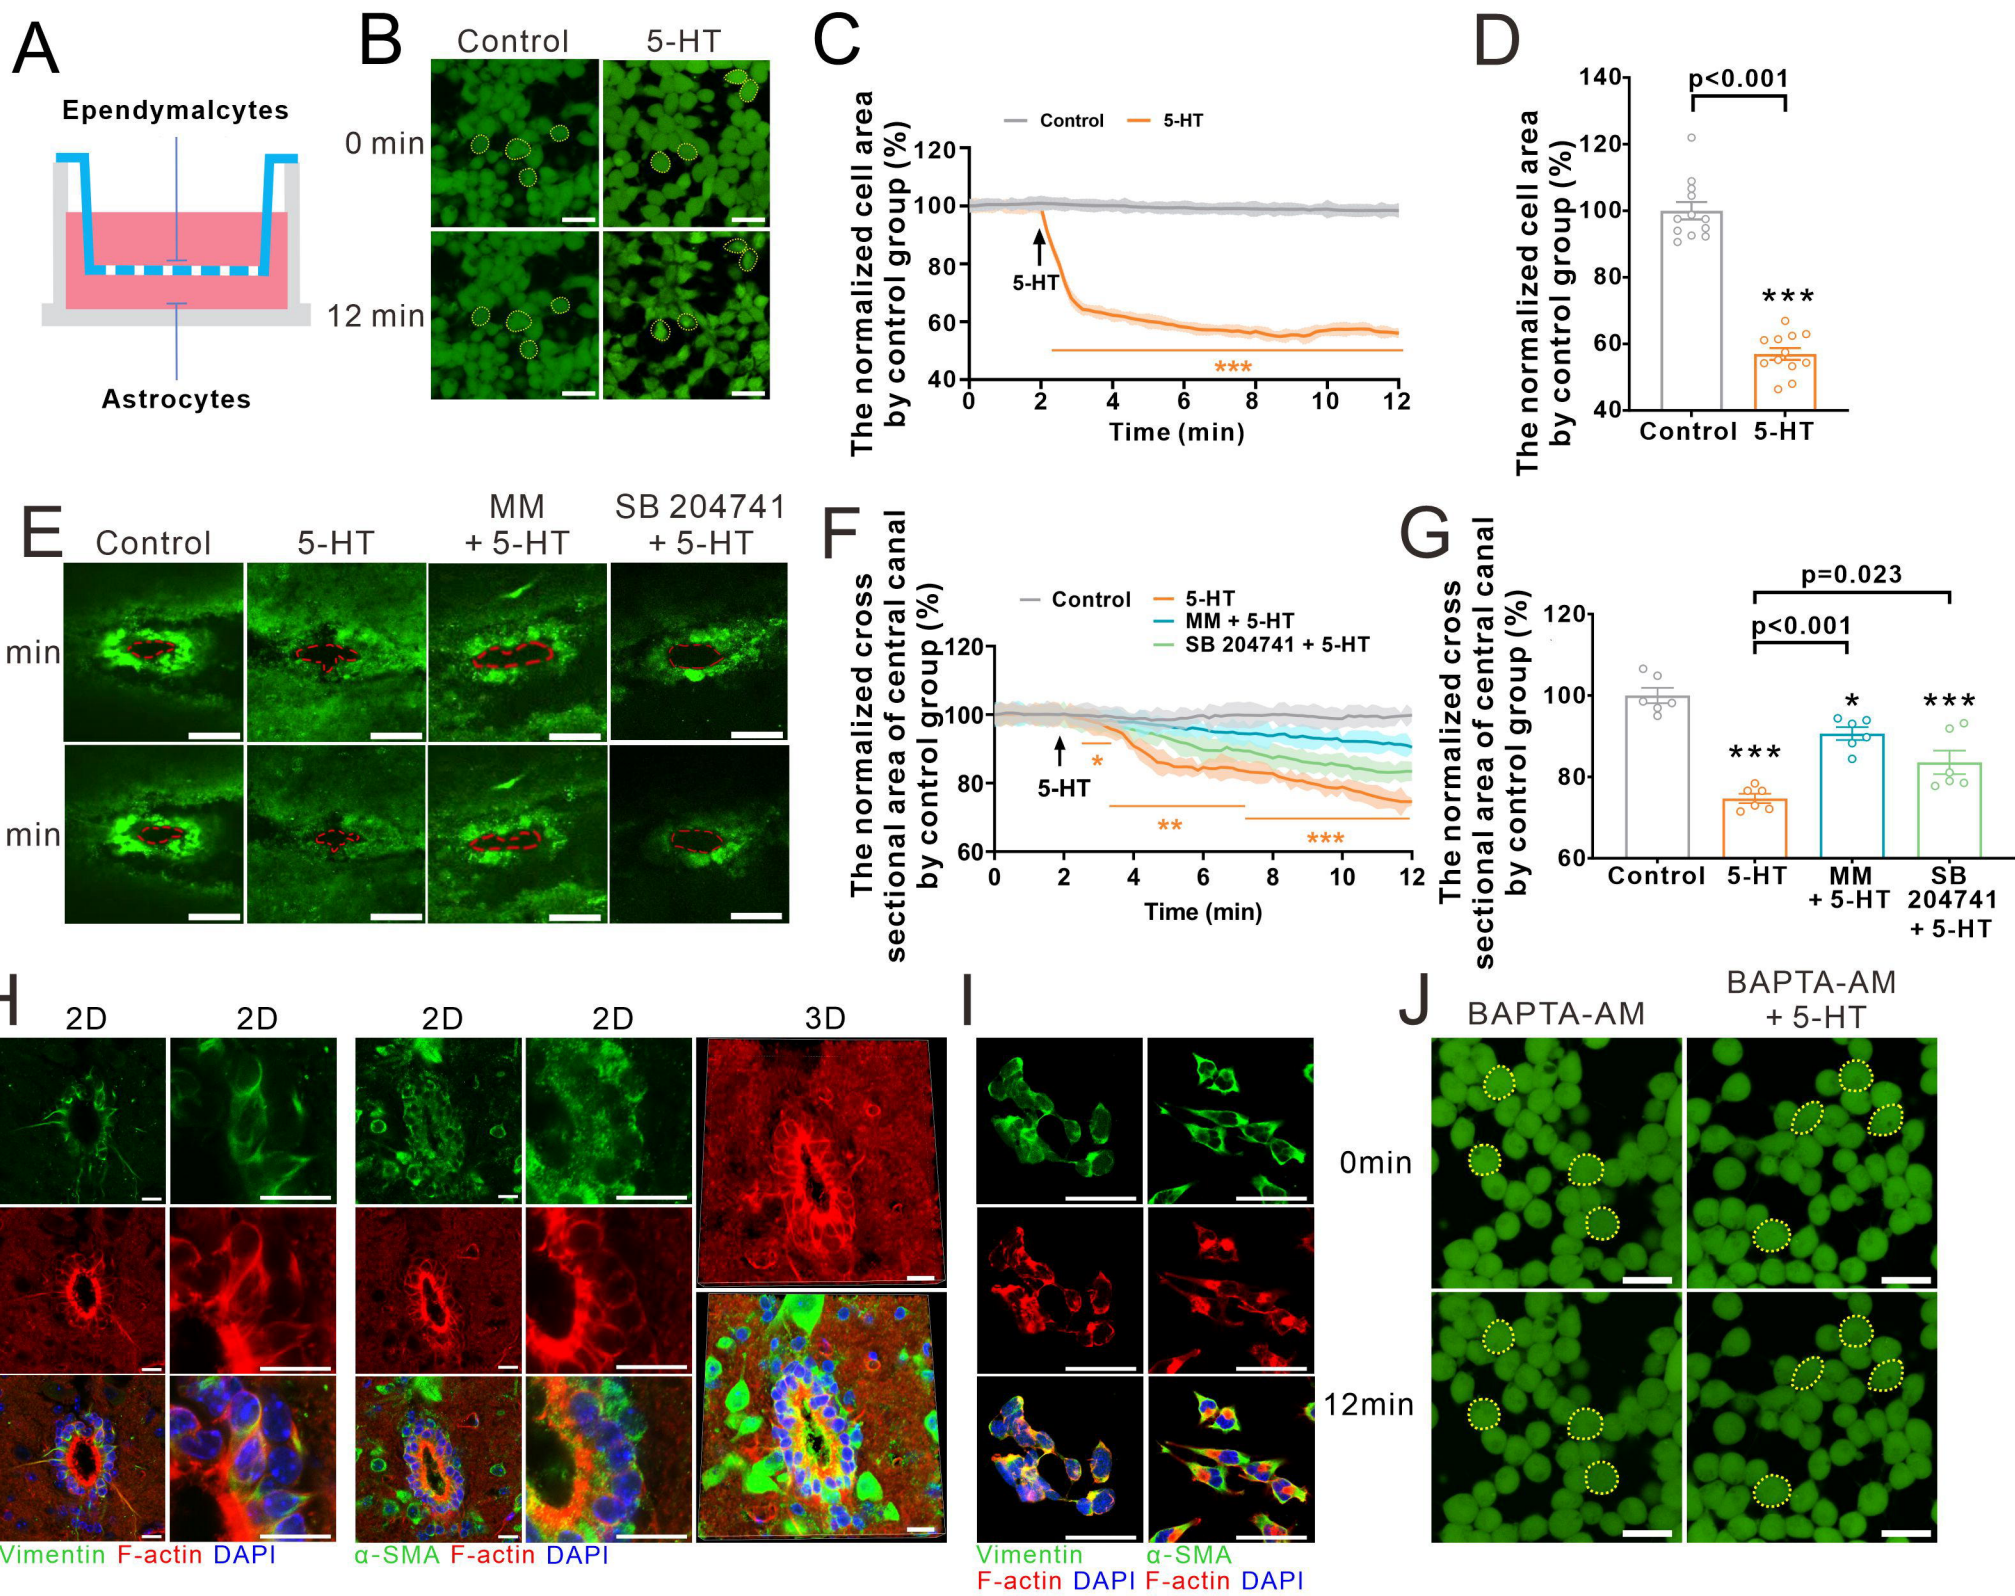 A
Ependymalcytes
Astrocytes
B
Control
5-HT
0 min
12 min
C
The normalized cell area
by control group (%)
Control
5-HT
120
100
80
60
40
5-HT
***
0
2
4
6
8
10
12
Time (min)
D
The normalized cell area
by control group (%)
140
120
100
80
60
40
p<0.001
***
Control
5-HT
E
Control
5-HT
MM
+ 5-HT
SB 204741
+ 5-HT
min
min
F
The normalized cross
sectional area of central canal
by control group (%)
Control
5-HT
MM + 5-HT
SB 204741 + 5-HT
120
100
80
60
5-HT
*
**
***
0
2
4
6
8
10
12
Time (min)
G
The normalized cross
sectional area of central canal
by control group (%)
120
100
80
60
p=0.023
p<0.001
***
*
***
Control
5-HT
MM
+ 5-HT
SB
204741
+ 5-HT
H
2D
2D
2D
2D
3D
Vimentin F-actin DAPI
α-SMA F-actin DAPI
I
Vimentin
F-actin DAPI
α-SMA
F-actin DAPI
J
BAPTA-AM
BAPTA-AM
+ 5-HT
0min
12min